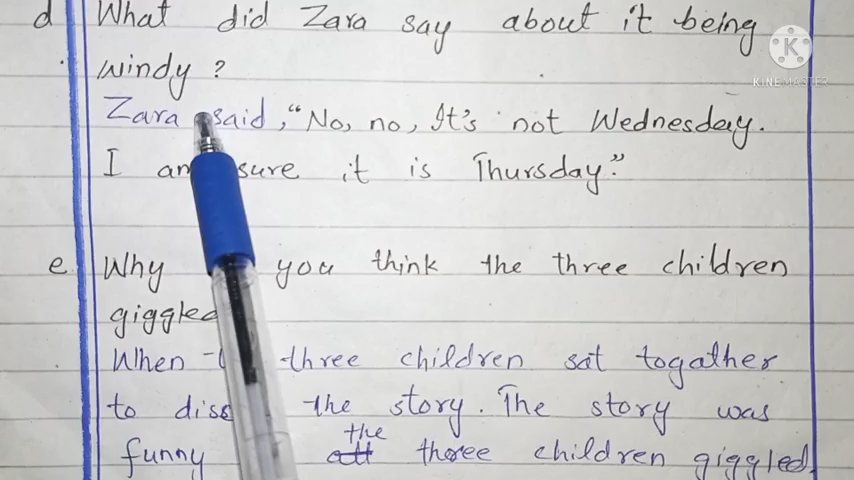 d What did Zara say about it being
windy ?
Zara said, "No, no, It's not Wednesday.
I am sure it is Thursday."
e. Why you think the three children
giggled
When three children sat togather
to the story. The story was
the
funny three children giggled.
K
KINEMASTER